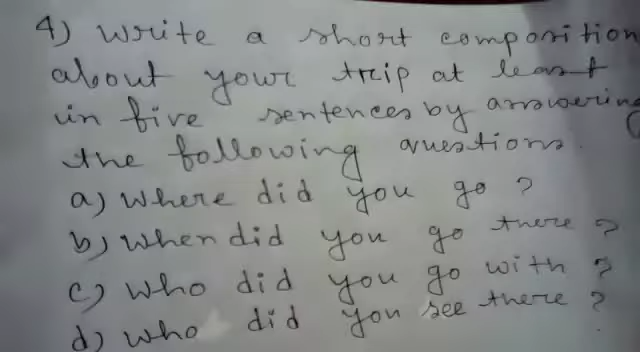 4) Write a short composition
about your trip at least
in five sentences by answering
the following questions.
a) Where did you go ?
b) When did you go there ?
c) Who did you go with ?
d) Who did you see there ?